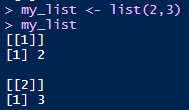 > my_list <- list(2,3)
> my_list
[[1]]
[1] 2
[[2]]
[1] 3